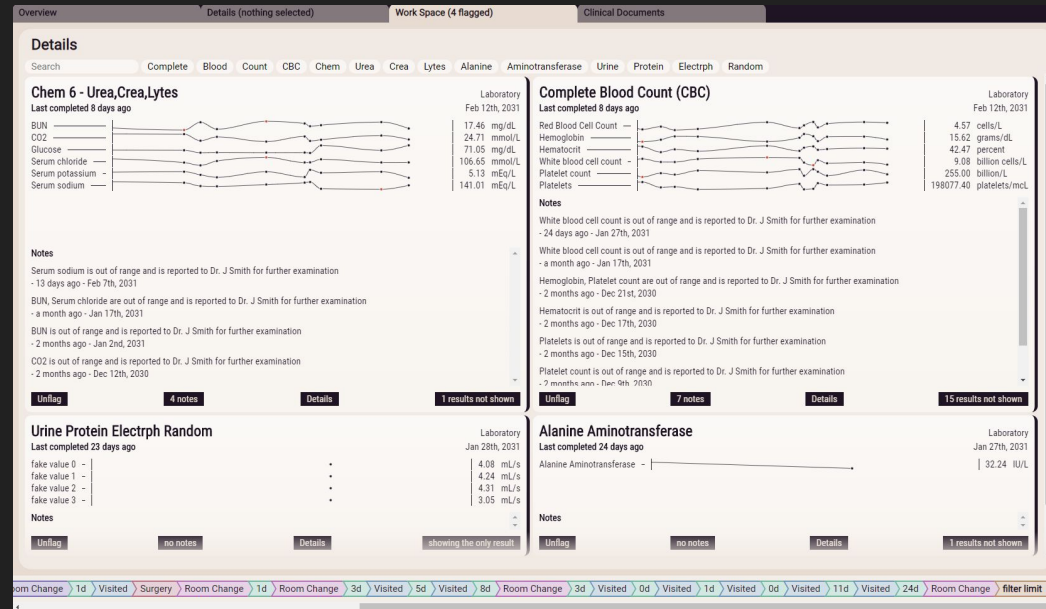 Overview
Details (nothing selected)
Work Space (4 flagged)
Clinical Documents
Details
Search
Complete Blood Count CBC Chem Urea Crea Lytes Alanine Aminotransferase Urine Protein Electrph Random
Chem 6 - Urea,Crea,Lytes
Laboratory
Last completed 8 days ago
Feb 12th, 2031
BUN 17.46 mg/dL
CO2 24.71 mmol/L
Glucose 71.05 mg/dL
Serum chloride 106.65 mmol/L
Serum potassium 5.13 mEq/L
Serum sodium 141.01 mEq/L
Notes
Serum sodium is out of range and is reported to Dr. J Smith for further examination
- 13 days ago - Feb 7th, 2031
BUN, Serum chloride are out of range and is reported to Dr. J Smith for further examination
- a month ago - Jan 17th, 2031
BUN is out of range and is reported to Dr. J Smith for further examination
- 2 months ago - Jan 2nd, 2031
CO2 is out of range and is reported to Dr. J Smith for further examination
- 2 months ago - Dec 12th, 2030
Unflag
4 notes
Details
1 results not shown
Complete Blood Count (CBC)
Laboratory
Last completed 8 days ago
Feb 12th, 2031
Red Blood Cell Count 4.57 cells/L
Hemoglobin 15.62 grams/dL
Hematocrit 42.47 percent
White blood cell count 9.08 billion cells/L
Platelet count 255.00 billion/L
Platelets 198077.40 platelets/mcL
Notes
White blood cell count is out of range and is reported to Dr. J Smith for further examination
- 24 days ago - Jan 27th, 2031
White blood cell count is out of range and is reported to Dr. J Smith for further examination
- a month ago - Jan 17th, 2031
Hemoglobin, Platelet count are out of range and is reported to Dr. J Smith for further examination
- 2 months ago - Dec 21st, 2030
Hematocrit is out of range and is reported to Dr. J Smith for further examination
- 2 months ago - Dec 17th, 2030
Platelets is out of range and is reported to Dr. J Smith for further examination
- 2 months ago - Dec 15th, 2030
Platelet count is out of range and is reported to Dr. J Smith for further examination
- 2 months ago - Dec 9th, 2030
Unflag
7 notes
Details
15 results not shown
Urine Protein Electrph Random
Laboratory
Last completed 23 days ago
Jan 28th, 2031
fake value 0 4.08 mL/s
fake value 1 4.24 mL/s
fake value 2 4.31 mL/s
fake value 3 3.05 mL/s
Notes
Unflag
no notes
Details
showing the only result
Alanine Aminotransferase
Laboratory
Last completed 24 days ago
Jan 27th, 2031
Alanine Aminotransferase 32.24 IU/L
Notes
Unflag
no notes
Details
1 results not shown
om Change 1d Visited Surgery Room Change 1d Room Change 3d Visited 5d Visited 8d Room Change 3d Visited 0d Visited 1d Visited 0d Visited 11d Visited 24d Room Change filter limit